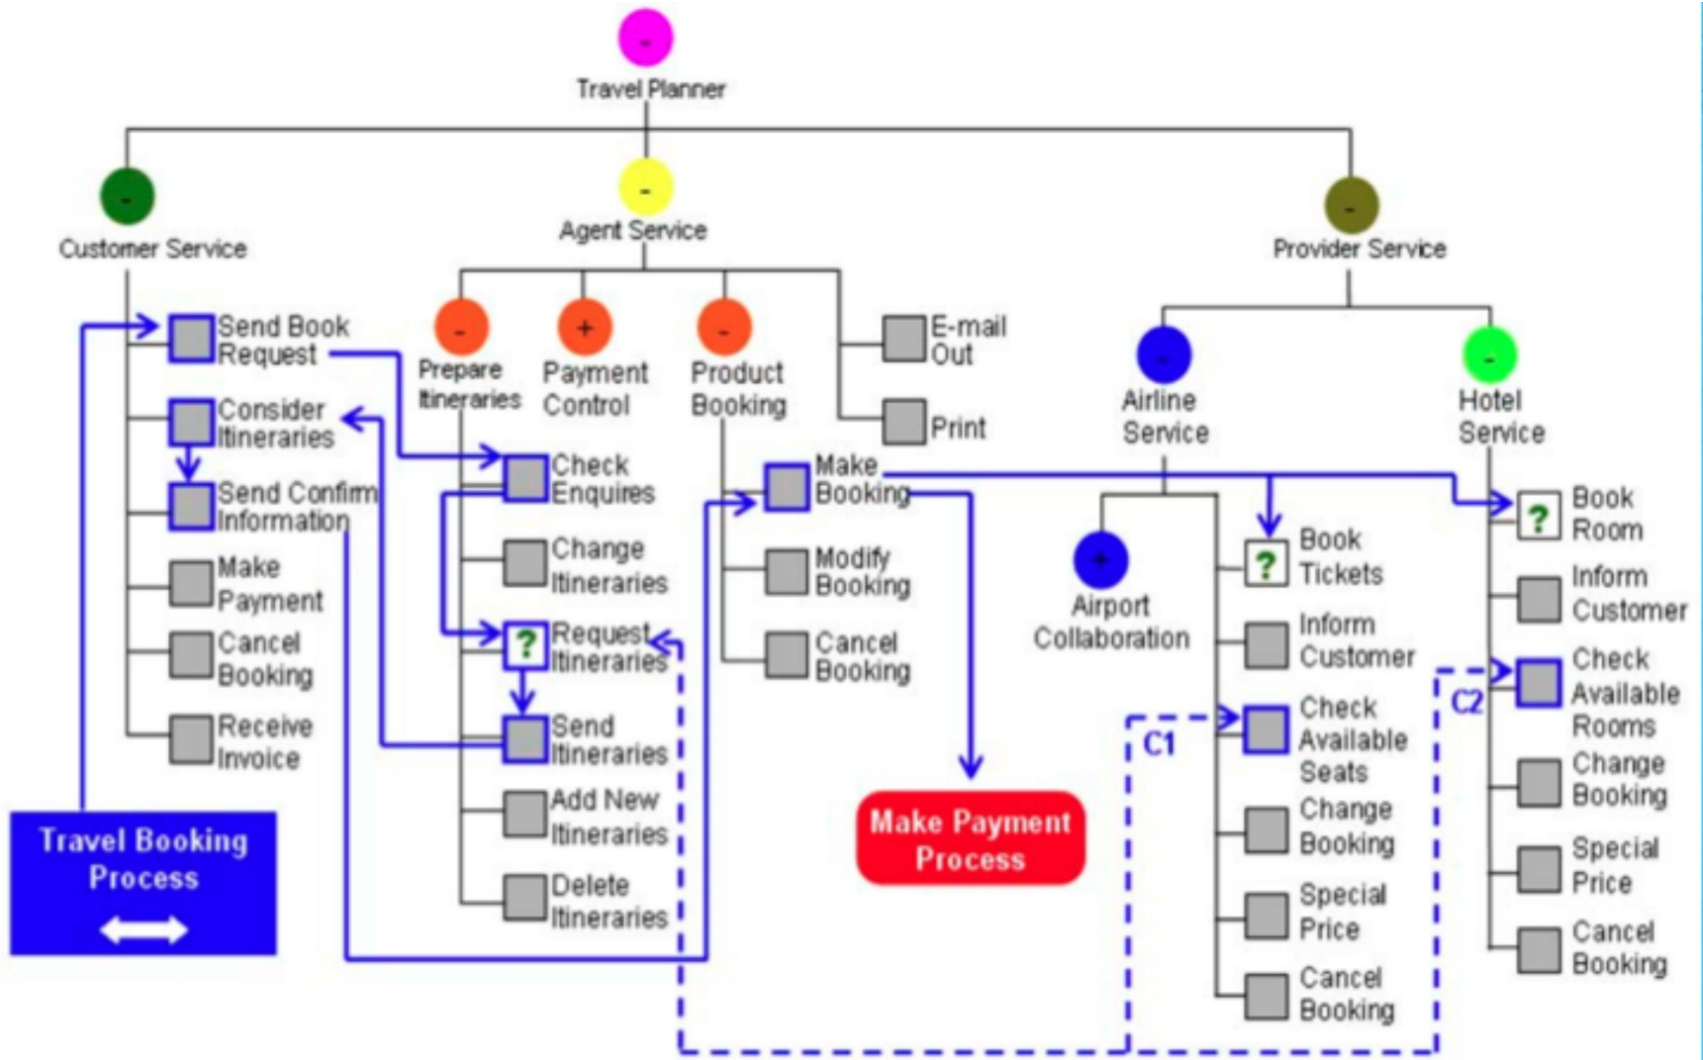 -
Travel Planner
-
Customer Service
-
Agent Service
-
Provider Service
Send Book
Request
Consider
Itineraries
Send Confirm
Information
Make
Payment
Cancel
Booking
Receive
Invoice
Travel Booking
Process
-
Prepare
Itineraries
Check
Enquires
Change
Itineraries
?
Request
Itineraries
Send
Itineraries
Add New
Itineraries
Delete
Itineraries
+
Payment
Control
-
Product
Booking
Make
Booking
Modify
Booking
Cancel
Booking
E-mail
Out
Print
Make Payment
Process
-
Airline
Service
+
Airport
Collaboration
?
Book
Tickets
Inform
Customer
C1
Check
Available
Seats
Change
Booking
Special
Price
Cancel
Booking
-
Hotel
Service
?
Book
Room
Inform
Customer
C2
Check
Available
Rooms
Change
Booking
Special
Price
Cancel
Booking